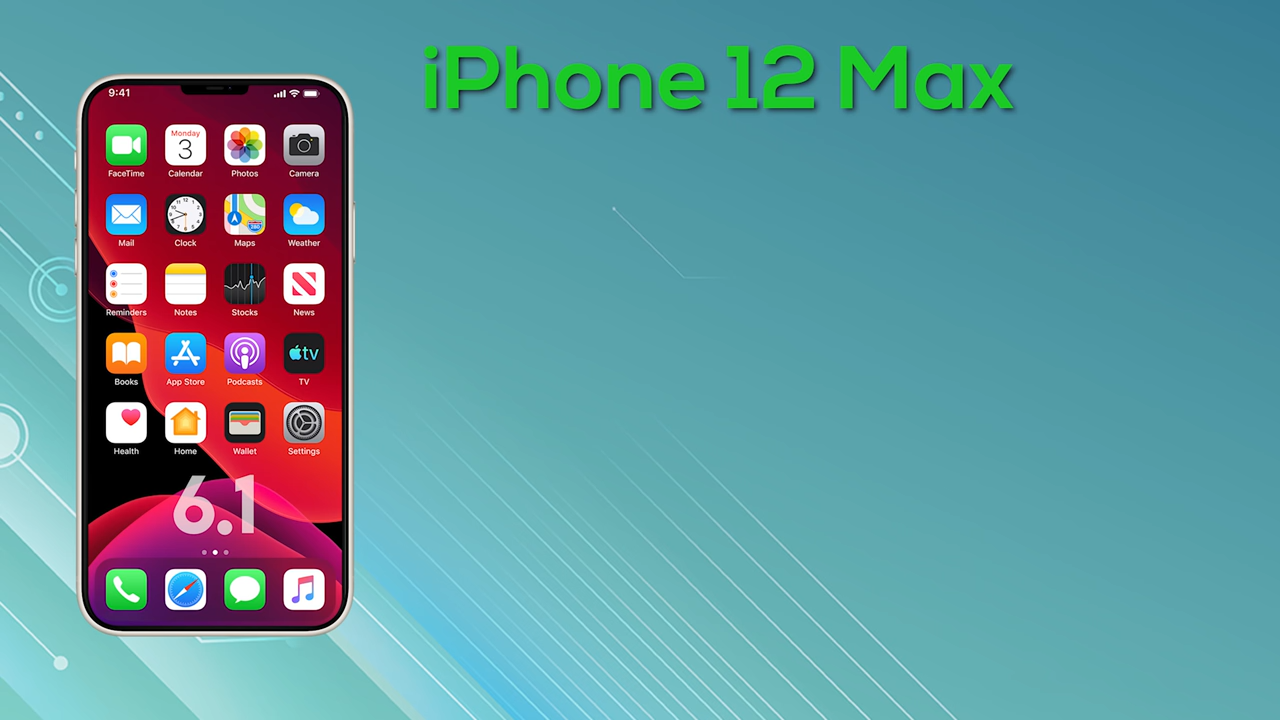 iPhone 12 Max
9:41
Monday
3
FaceTime Calendar Photos Camera
12
Mail Clock Maps Weather
Reminders Notes Stocks News
tv
Books App Store Podcasts TV
Health Home Wallet Settings
6.1